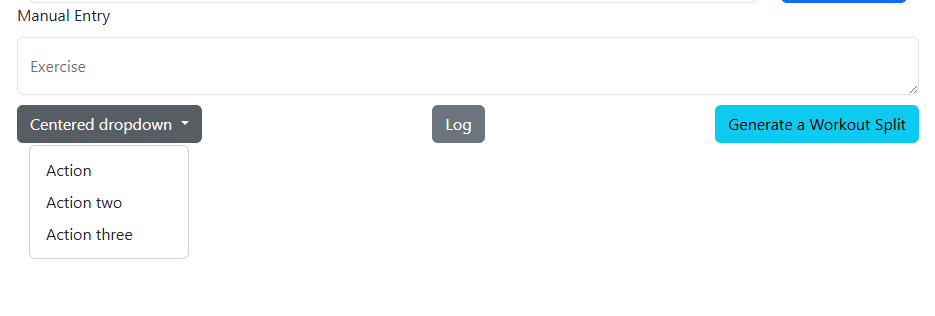 Manual Entry
Exercise
Centered dropdown
Log
Generate a Workout Split
Action
Action two
Action three